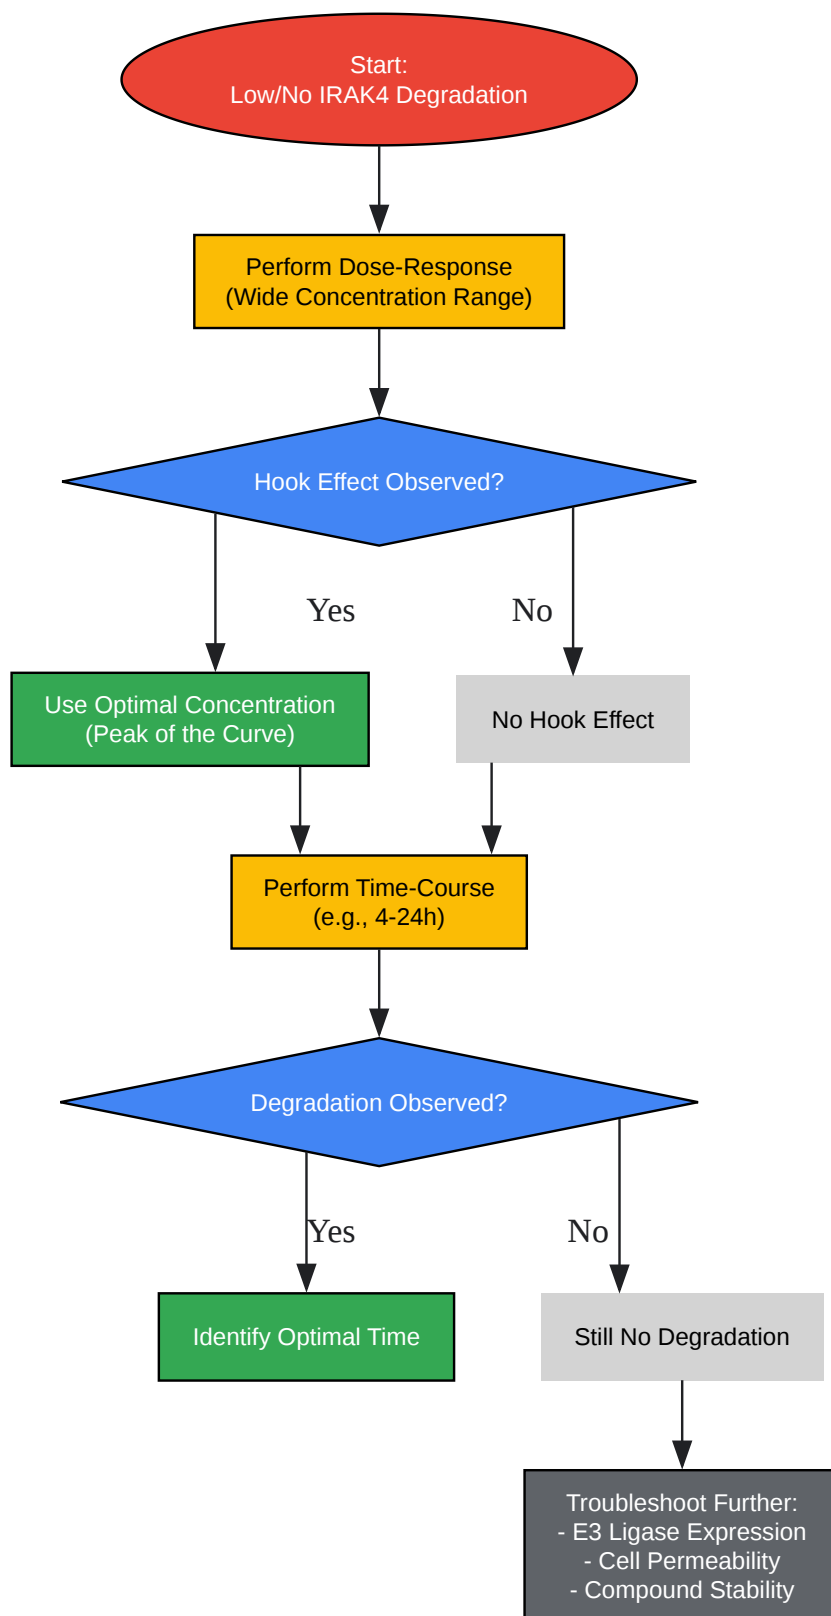 Start:
Low/No IRAK4 Degradation
Perform Dose-Response
(Wide Concentration Range)
Hook Effect Observed?
Yes
No
Use Optimal Concentration
(Peak of the Curve)
No Hook Effect
Perform Time-Course
(e.g., 4-24h)
Degradation Observed?
Yes
No
Identify Optimal Time
Still No Degradation
Troubleshoot Further:
- E3 Ligase Expression
- Cell Permeability
- Compound Stability